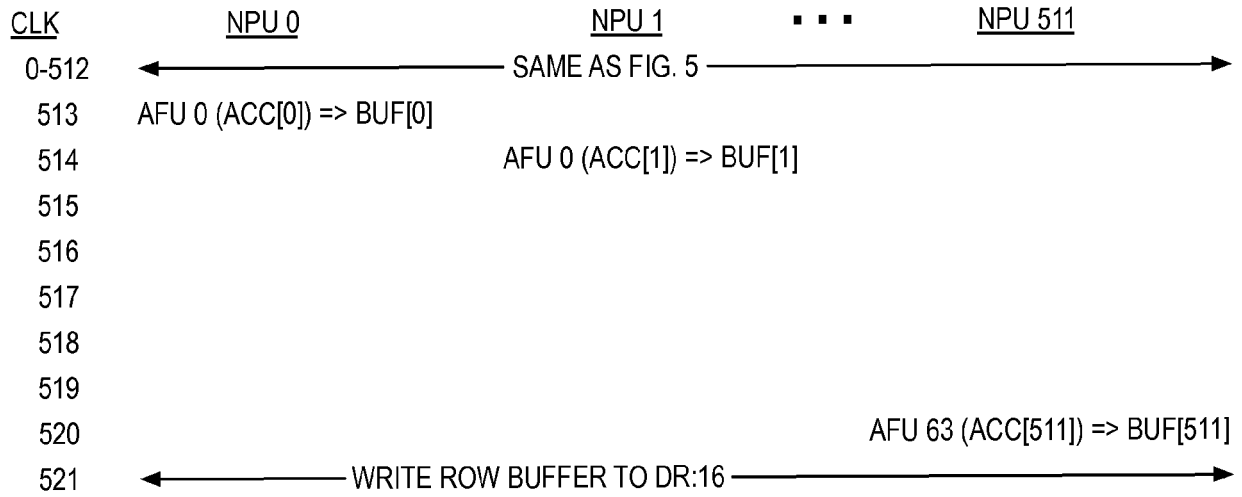 CLK NPU 0 NPU 1 ▪ ▪ ▪ NPU 511
0-512 SAME AS FIG. 5
513 AFU 0 (ACC[0]) => BUF[0]
514 AFU 0 (ACC[1]) => BUF[1]
515
516
517
518
519
520 AFU 63 (ACC[511]) => BUF[511]
521 WRITE ROW BUFFER TO DR:16